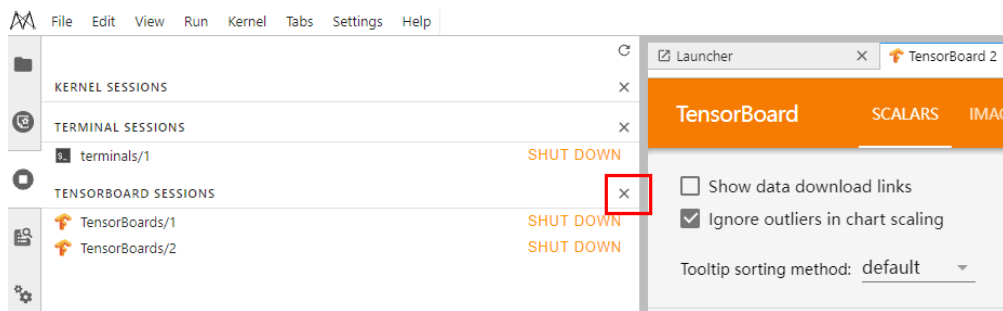 File Edit View Run Kernel Tabs Settings Help
KERNEL SESSIONS
TERMINAL SESSIONS
terminals/1 SHUT DOWN
TENSORBOARD SESSIONS
TensorBoards/1 SHUT DOWN
TensorBoards/2 SHUT DOWN
Launcher TensorBoard 2
TensorBoard SCALARS IMAG
Show data download links
Ignore outliers in chart scaling
Tooltip sorting method: default